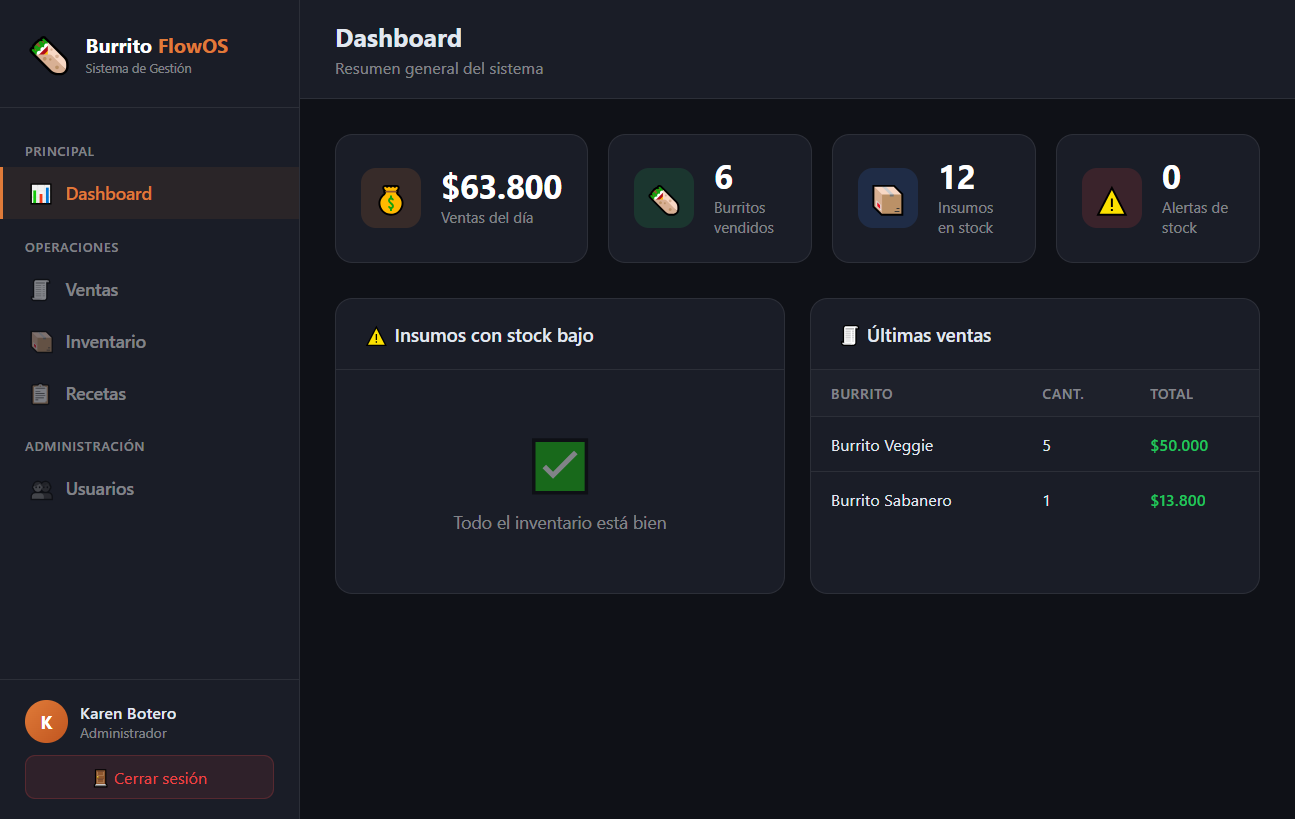 Burrito FlowOS
Sistema de Gestión
PRINCIPAL
Dashboard
OPERACIONES
Ventas
Inventario
Recetas
ADMINISTRACIÓN
Usuarios
K
Karen Botero
Administrador
Cerrar sesión
Dashboard
Resumen general del sistema
$63.800
Ventas del día
6
Burritos
vendidos
12
Insumos
en stock
0
Alertas de
stock
Insumos con stock bajo
Todo el inventario está bien
Últimas ventas
BURRITO CANT. TOTAL
Burrito Veggie 5 $50.000
Burrito Sabanero 1 $13.800